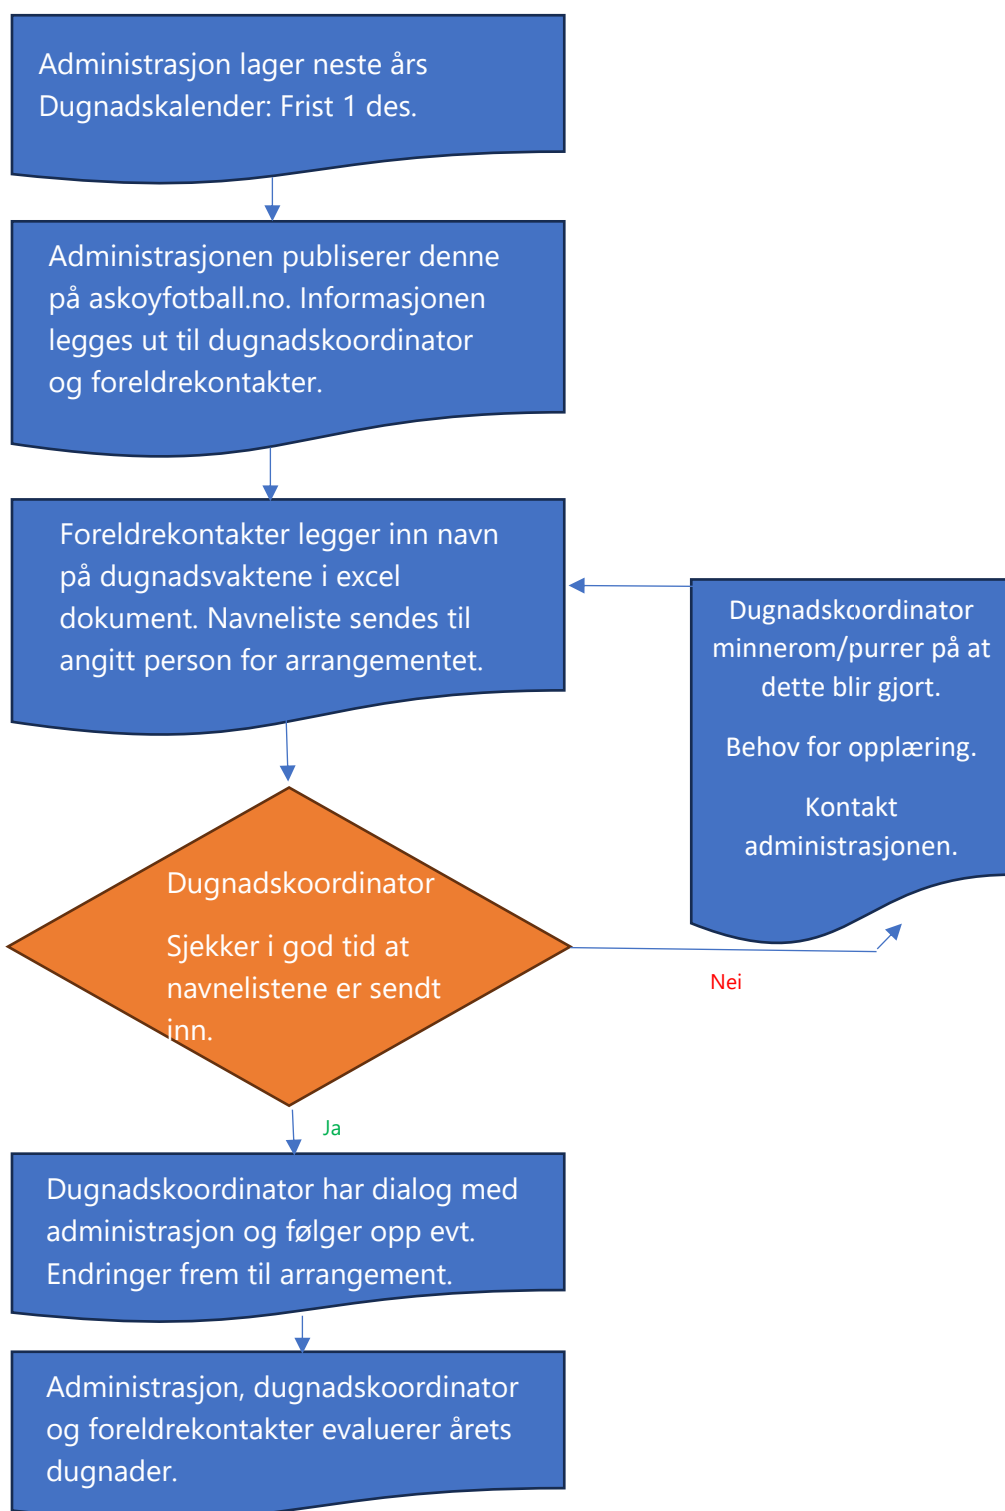 Administrasjon lager neste års
Dugnadskalender: Frist 1 des.
Administrasjonen publiserer denne
på askoyfotball.no. Informasjonen
legges ut til dugnadskoordinator
og foreldrekontakter.
Foreldrekontakter legger inn navn
på dugnadsvaktene i excel
dokument. Navneliste sendes til
angitt person for arrangementet.
Dugnadskoordinator
minnerom/purrer på at
dette blir gjort.
Behov for opplæring.
Kontakt
administrasjonen.
Dugnadskoordinator
Sjekker i god tid at
navnelistene er sendt
inn.
Nei
Ja
Dugnadskoordinator har dialog med
administrasjon og følger opp evt.
Endringer frem til arrangement.
Administrasjon, dugnadskoordinator
og foreldrekontakter evaluerer årets
dugnader.